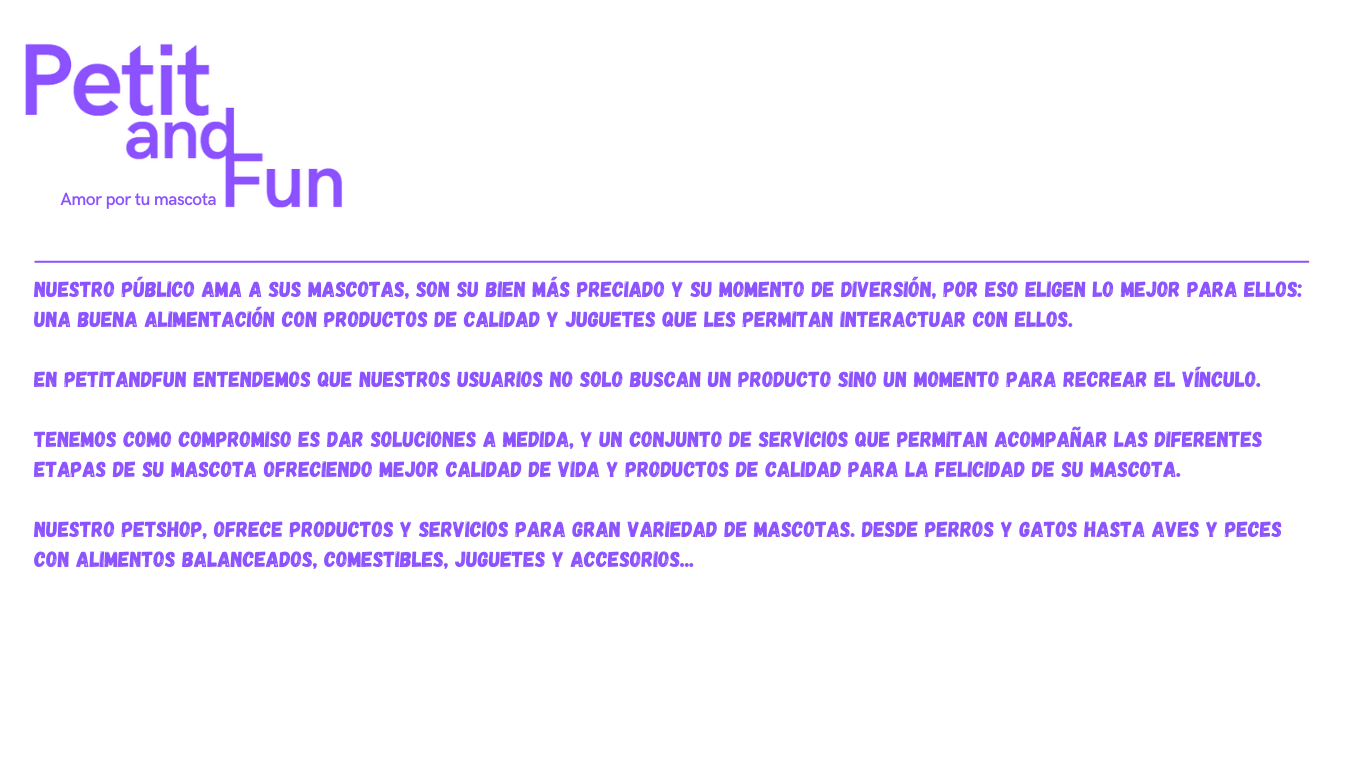 Petit
and
Fun
Amor por tu mascota
NUESTRO PÚBLICO AMA A SUS MASCOTAS, SON SU BIEN MÁS PRECIADO Y SU MOMENTO DE DIVERSIÓN, POR ESO ELIGEN LO MEJOR PARA ELLOS:
UNA BUENA ALIMENTACIÓN CON PRODUCTOS DE CALIDAD Y JUGUETES QUE LES PERMITAN INTERACTUAR CON ELLOS.
EN PETITANDFUN ENTENDEMOS QUE NUESTROS USUARIOS NO SOLO BUSCAN UN PRODUCTO SINO UN MOMENTO PARA RECREAR EL VÍNCULO.
TENEMOS COMO COMPROMISO ES DAR SOLUCIONES A MEDIDA, Y UN CONJUNTO DE SERVICIOS QUE PERMITAN ACOMPAÑAR LAS DIFERENTES
ETAPAS DE SU MASCOTA OFRECIENDO MEJOR CALIDAD DE VIDA Y PRODUCTOS DE CALIDAD PARA LA FELICIDAD DE SU MASCOTA.
NUESTRO PETSHOP, OFRECE PRODUCTOS Y SERVICIOS PARA GRAN VARIEDAD DE MASCOTAS. DESDE PERROS Y GATOS HASTA AVES Y PECES
CON ALIMENTOS BALANCEADOS, COMESTIBLES, JUGUETES Y ACCESORIOS...